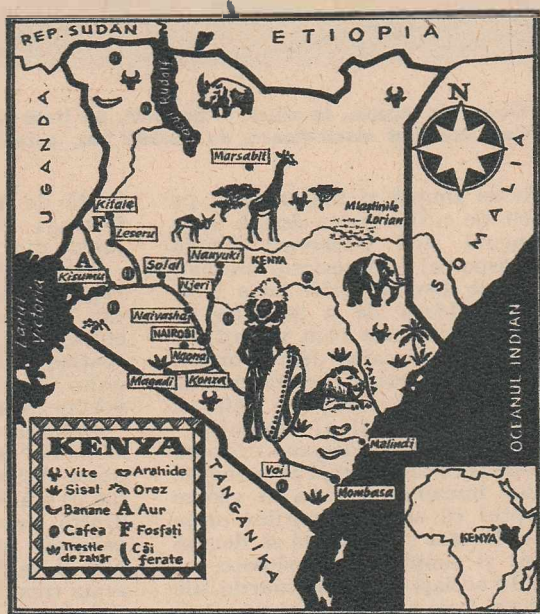 REP. SUDAN
ETIOPIA
UGANDA
Rudolf
N
SOMALIA
Marsabit
Mlaștinile
Lorian
Kitale
F
Leseru
A
Kisumu
Solai
Nanyuki
KENYA
Njeri
Lacul
Victoria
Naivasha
NAIROBI
Ngona
Magadi
Konza
TANA
Malindi
Voi
Mombasa
OCEANUL INDIAN
TANGANIKA
KENYA
Vite
Arahide
Sisal
Orez
Banane
A Aur
Cafea
F Fosfați
Trestie
de zahăr
Căi
ferate
KENYA